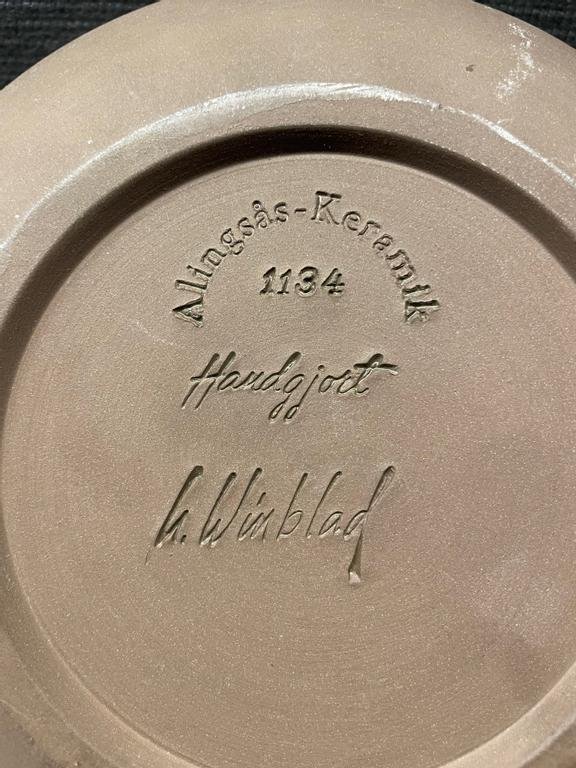 Alingsås-Keramik
1134
Handgjort
U. Winblad